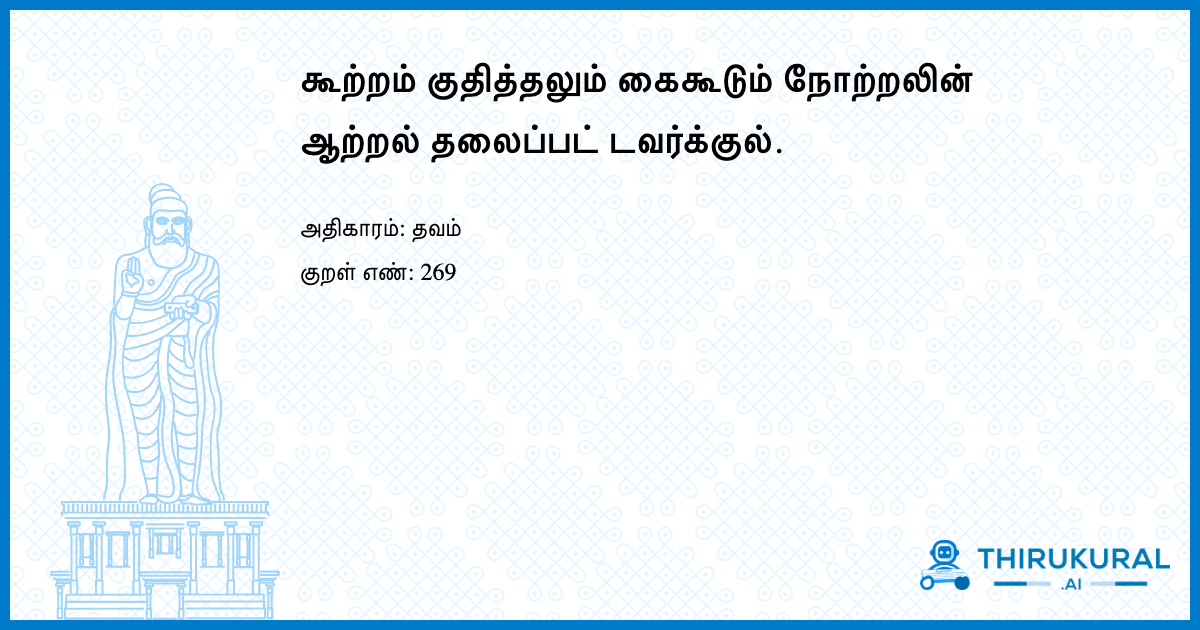 கூற்றம் குதித்தலும் கைகூடும் நோற்றலின்
ஆற்றல் தலைப்பட் டவர்க்குல்.
அதிகாரம்: தவம்
குறள் எண்: 269
THIRUKURAL
.AI